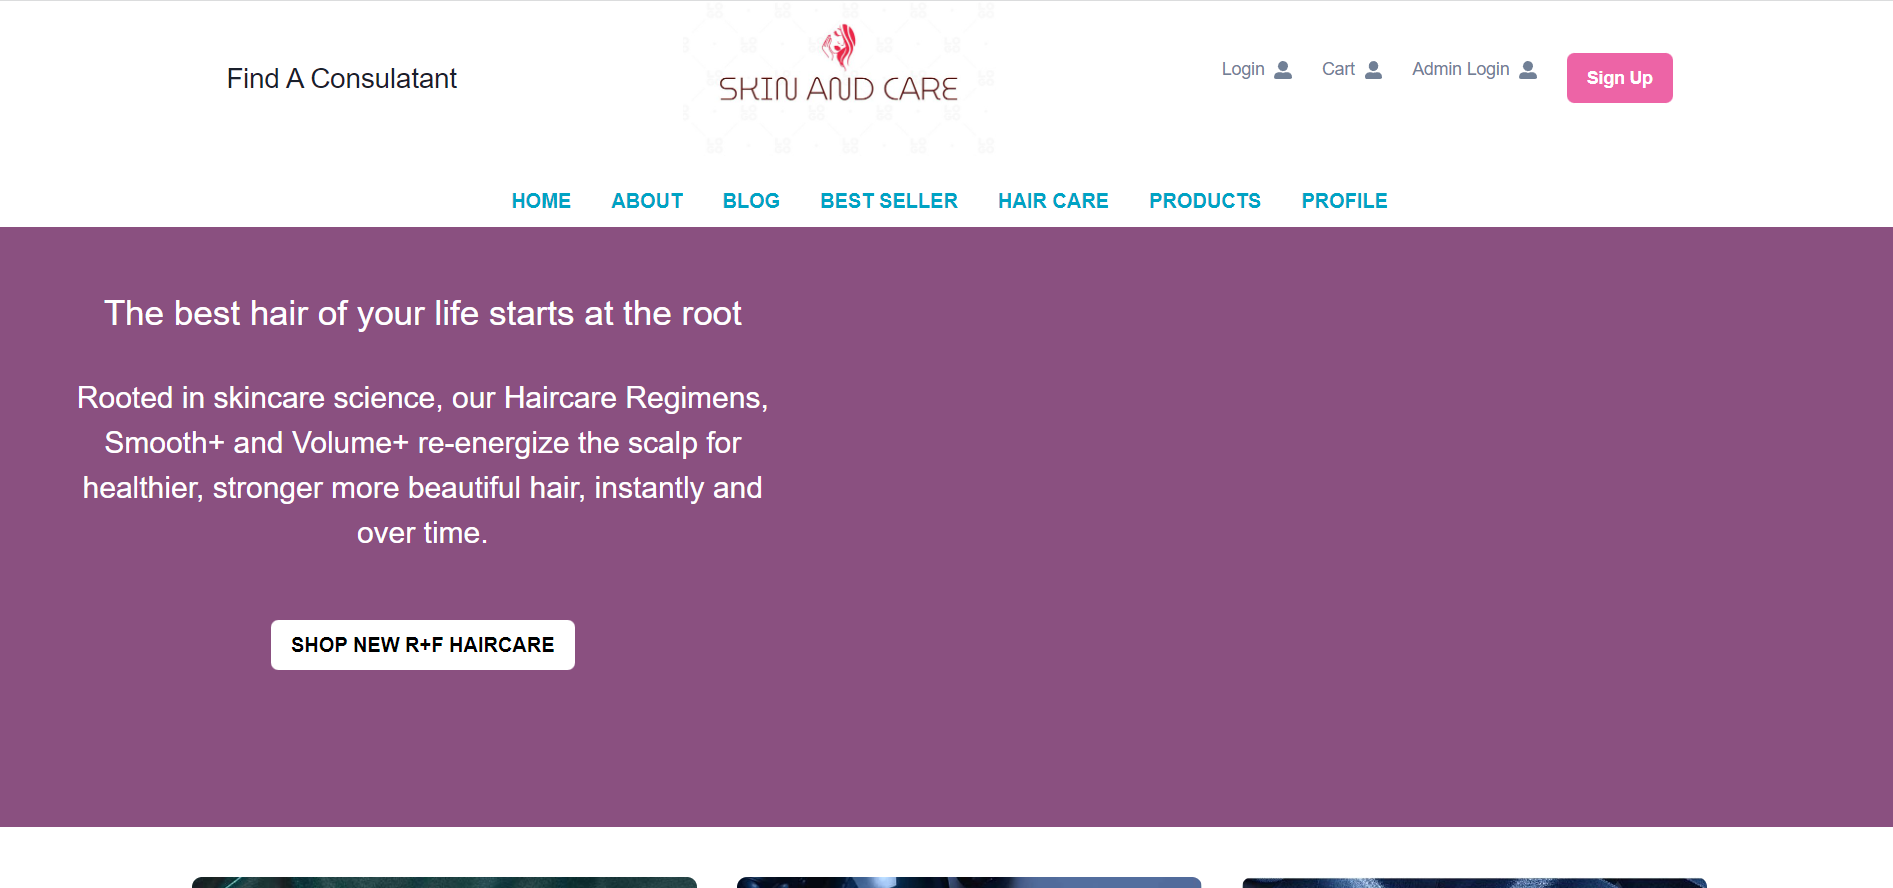 Find A Consulatant
SKIN AND CARE
Login
Cart
Admin Login
Sign Up
HOME
ABOUT
BLOG
BEST SELLER
HAIR CARE
PRODUCTS
PROFILE
The best hair of your life starts at the root
Rooted in skincare science, our Haircare Regimens,
Smooth+ and Volume+ re-energize the scalp for
healthier, stronger more beautiful hair, instantly and
over time.
SHOP NEW R+F HAIRCARE